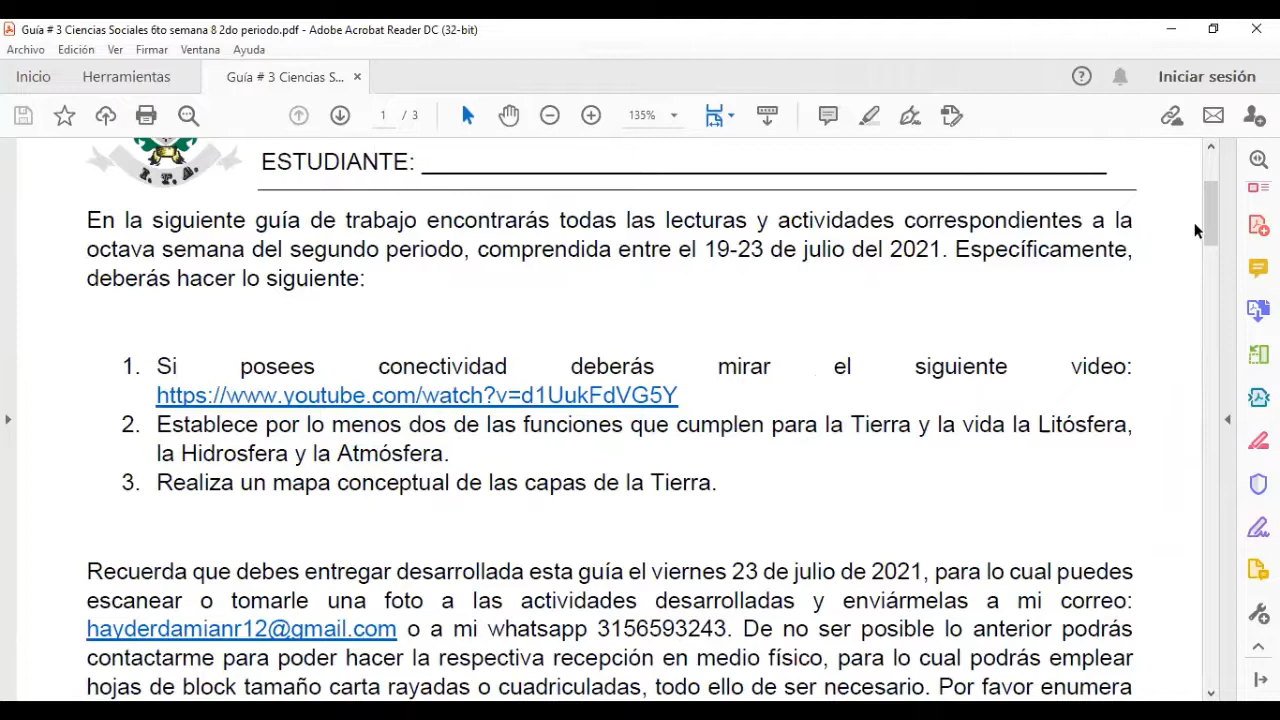 Guía # 3 Ciencias Sociales 6to semana 8 2do periodo.pdf - Adobe Acrobat Reader DC (32-bit)
Archivo Edición Ver Firmar Ventana Ayuda
Inicio Herramientas Guía # 3 Ciencias S... × Iniciar sesión
1 / 3 135%
I.T.A.
ESTUDIANTE:
En la siguiente guía de trabajo encontrarás todas las lecturas y actividades correspondientes a la
octava semana del segundo periodo, comprendida entre el 19-23 de julio del 2021. Específicamente,
deberás hacer lo siguiente:
1. Si posees conectividad deberás mirar el siguiente video:
https://www.youtube.com/watch?v=d1UukFdVG5Y
2. Establece por lo menos dos de las funciones que cumplen para la Tierra y la vida la Litósfera,
la Hidrosfera y la Atmósfera.
3. Realiza un mapa conceptual de las capas de la Tierra.
Recuerda que debes entregar desarrollada esta guía el viernes 23 de julio de 2021, para lo cual puedes
escanear o tomarle una foto a las actividades desarrolladas y enviármelas a mi correo:
hayderdamianr12@gmail.com o a mi whatsapp 3156593243. De no ser posible lo anterior podrás
contactarme para poder hacer la respectiva recepción en medio físico, para lo cual podrás emplear
hojas de block tamaño carta rayadas o cuadriculadas, todo ello de ser necesario. Por favor enumera